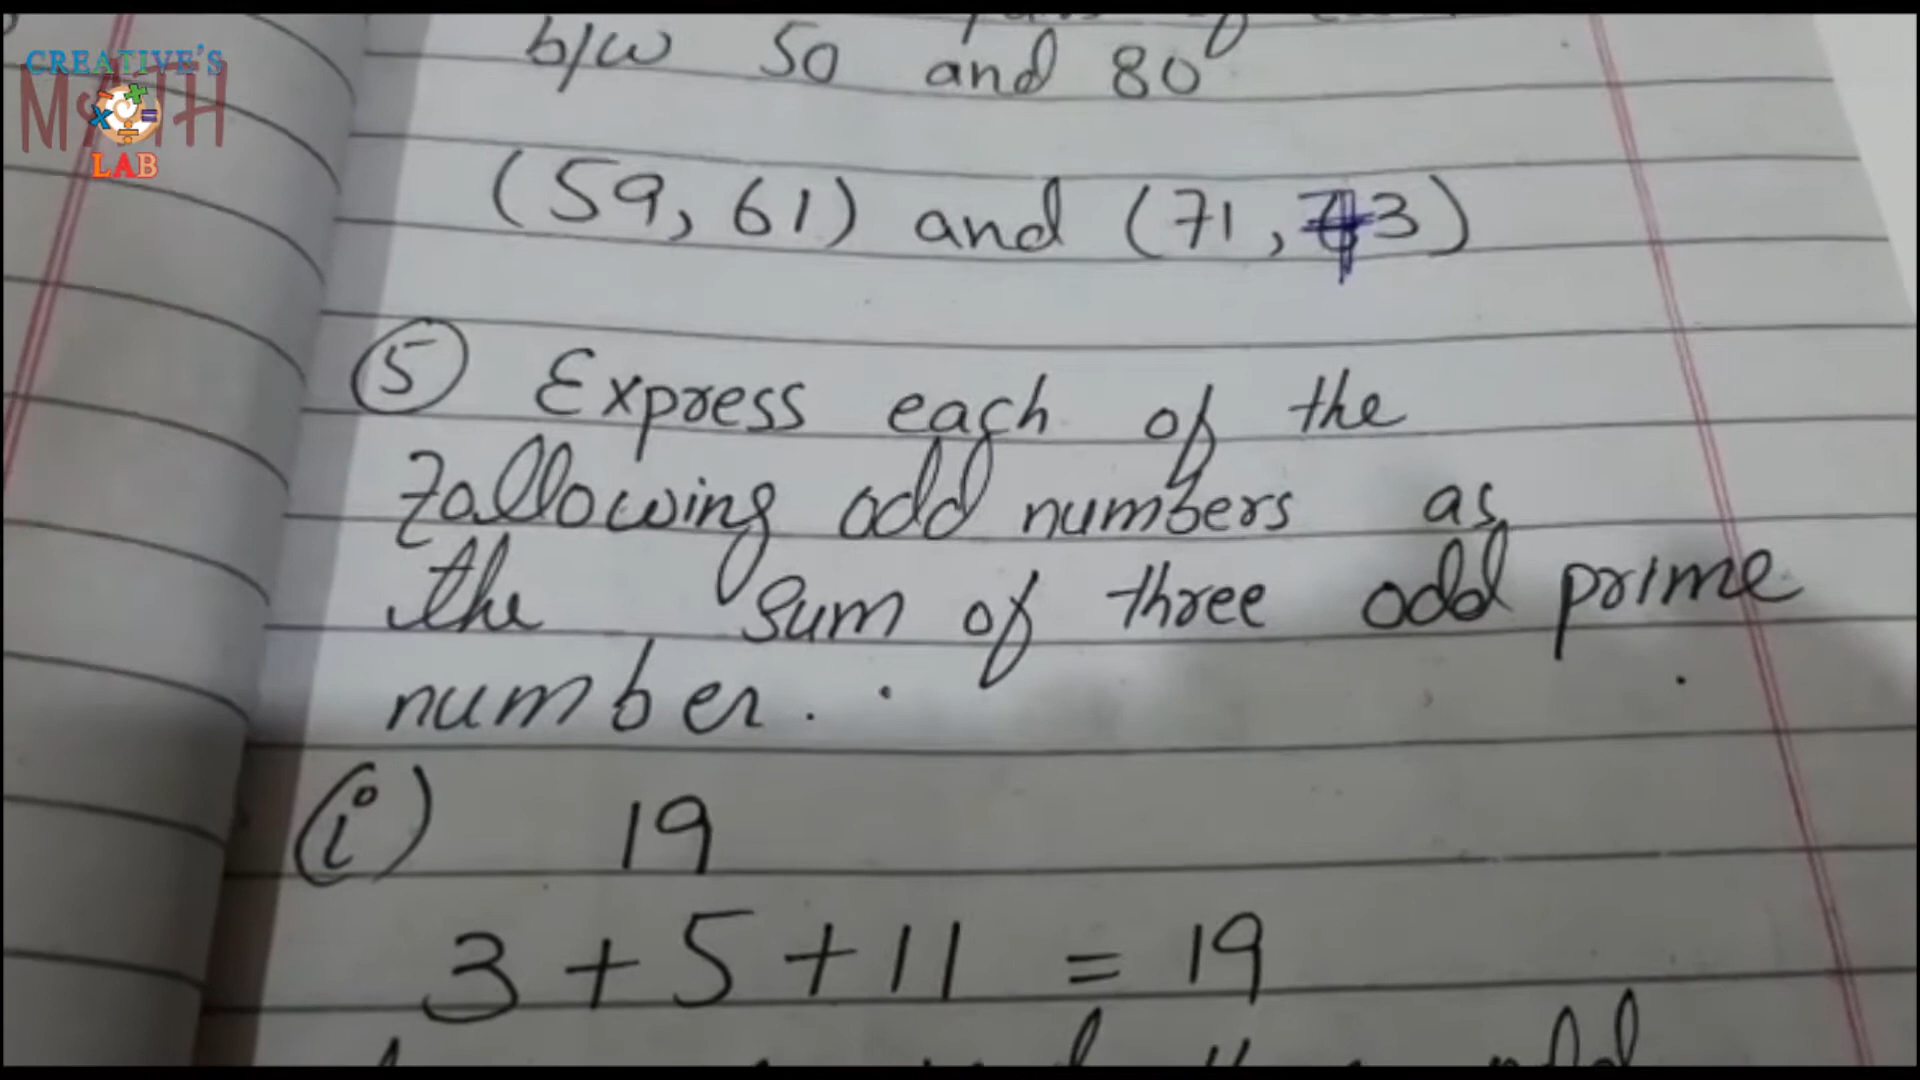 CREATIVE'S
MATH
LAB
b/w 50 and 80
(59, 61) and (71, 73)
5 Express each of the
following odd numbers as
the sum of three odd prime
number.
(i) 19
3 + 5 + 11 = 19